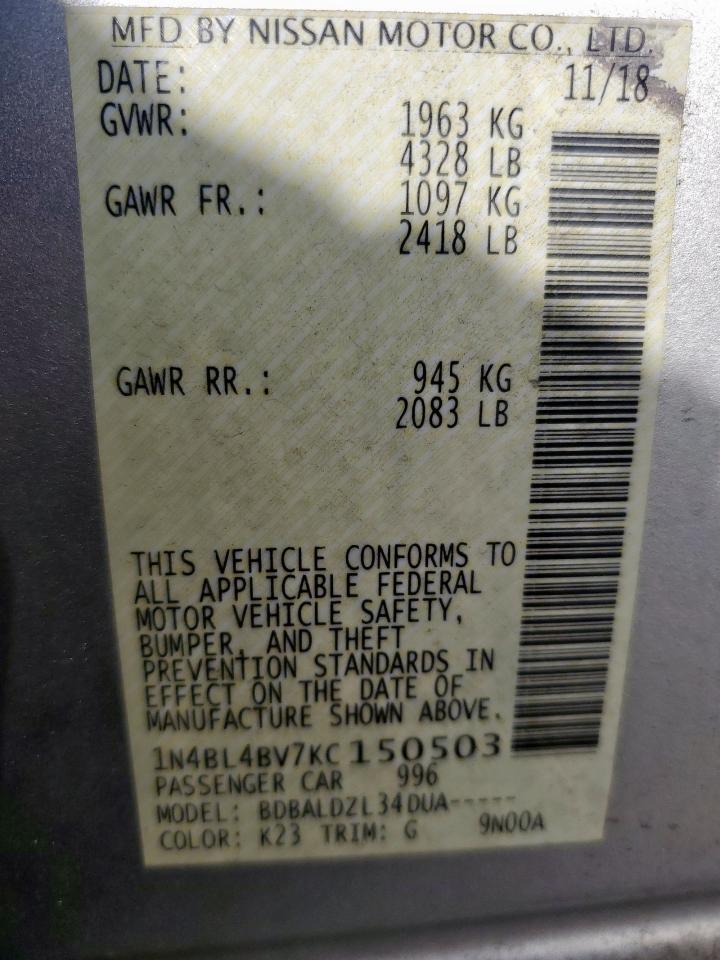 MFD BY NISSAN MOTOR CO., LTD.
DATE: 11/18
GVWR: 1963 KG
4328 LB
GAWR FR.: 1097 KG
2418 LB
GAWR RR.: 945 KG
2083 LB
THIS VEHICLE CONFORMS TO
ALL APPLICABLE FEDERAL
MOTOR VEHICLE SAFETY,
BUMPER, AND THEFT
PREVENTION STANDARDS IN
EFFECT ON THE DATE OF
MANUFACTURE SHOWN ABOVE.
1N4BL4BV7KC150503
PASSENGER CAR 996
MODEL: BDBALDZL34DUA-----
COLOR: K23 TRIM: G 9N00A